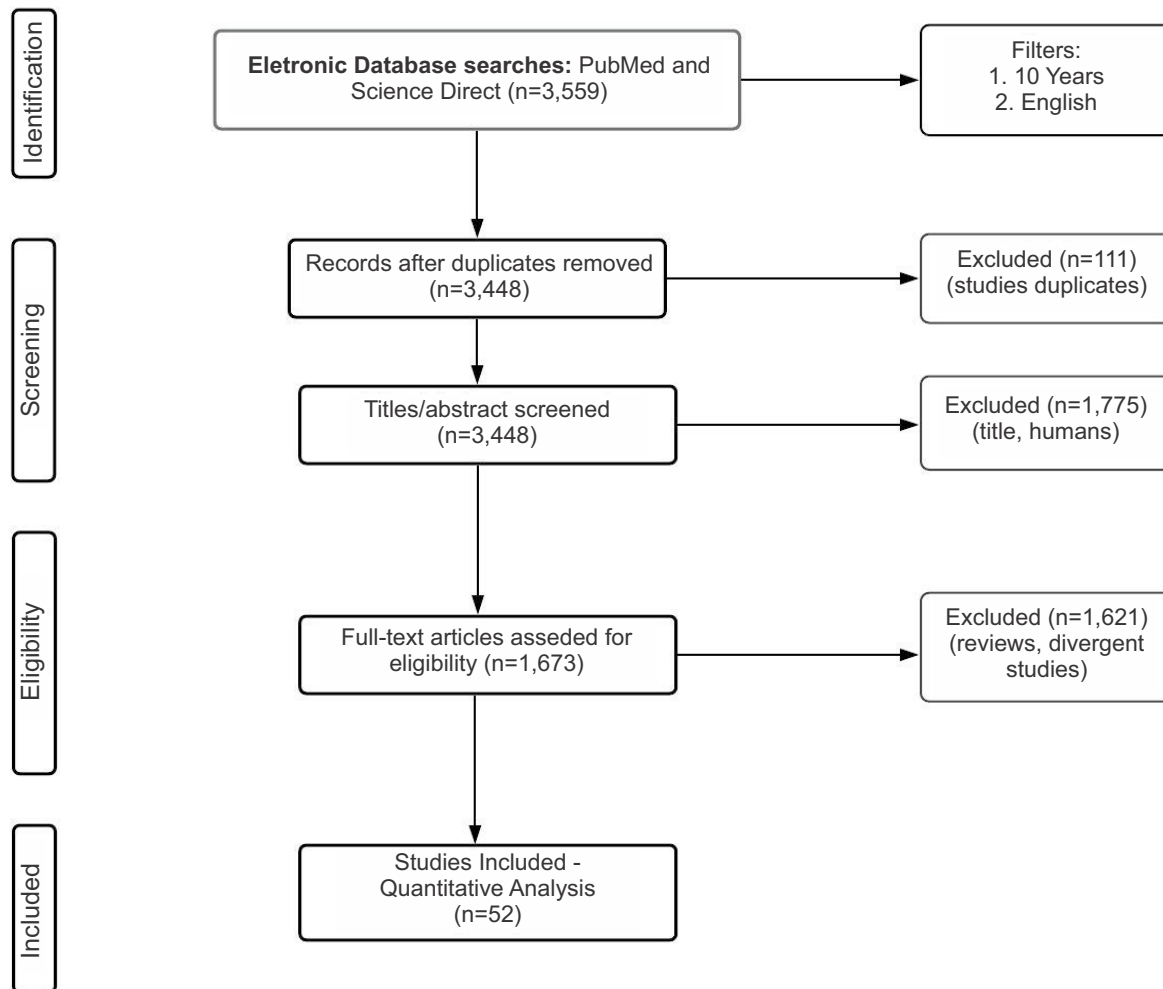 Identification
Eletronic Database searches: PubMed and
Science Direct (n=3,559)
Filters:
1. 10 Years
2. English
Screening
Records after duplicates removed
(n=3,448)
Excluded (n=111)
(studies duplicates)
Titles/abstract screened
(n=3,448)
Excluded (n=1,775)
(title, humans)
Eligibility
Full-text articles asseded for
eligibility (n=1,673)
Excluded (n=1,621)
(reviews, divergent
studies)
Included
Studies Included -
Quantitative Analysis
(n=52)